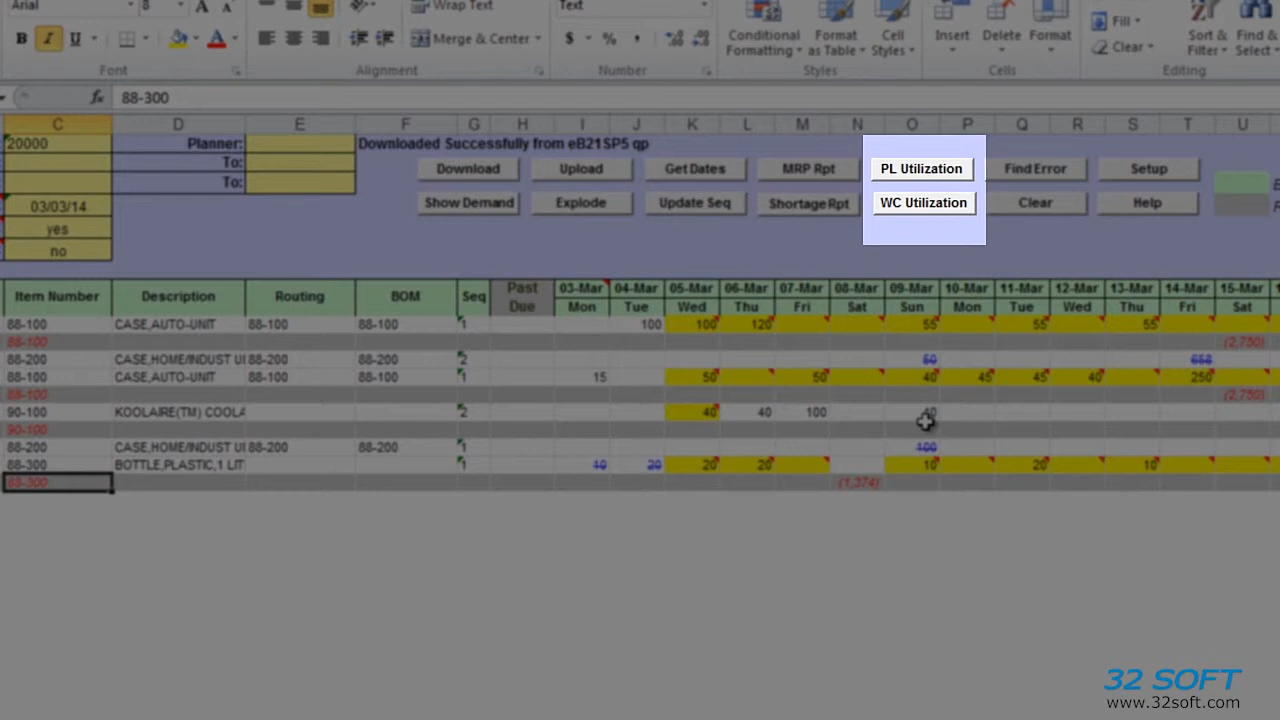 Arial 8 A A Wrap Text Text
B I U A Merge & Center $ % , Conditional Formatting Format as Table Cell Styles Insert Delete Format Fill Clear Sort & Filter Find & Select
Font Alignment Number Styles Cells Editing
fx 88-300
C D E F G H I J K L M N O P Q R S T U
20000 Planner: Downloaded Successfully from eB21SP5 qp
To: Download Upload Get Dates MRP Rpt PL Utilization Find Error Setup
To:
03/03/14 Show Demand Explode Update Seq Shortage Rpt WC Utilization Clear Help
yes
no
Item Number Description Routing BOM Seq Past Due 03-Mar 04-Mar 05-Mar 06-Mar 07-Mar 08-Mar 09-Mar 10-Mar 11-Mar 12-Mar 13-Mar 14-Mar 15-Mar
Mon Tue Wed Thu Fri Sat Sun Mon Tue Wed Thu Fri Sat
88-100 CASE,AUTO-UNIT 88-100 88-100 1 100 100 120 55 55 55
88-100 (2,750)
88-200 CASE,HOME/INDUST UI 88-200 88-200 2 50 658
88-100 CASE,AUTO-UNIT 88-100 88-100 1 15 50 50 40 45 45 40 250
88-100 (2,750)
90-100 KOOLAIRE(TM) COOLA 2 40 40 100 40
90-100
88-200 CASE,HOME/INDUST UI 88-200 88-200 1 100
88-300 BOTTLE,PLASTIC,1 LIT 1 10 20 20 20 10 20 10
88-300 (1,374)
32 SOFT
www.32soft.com